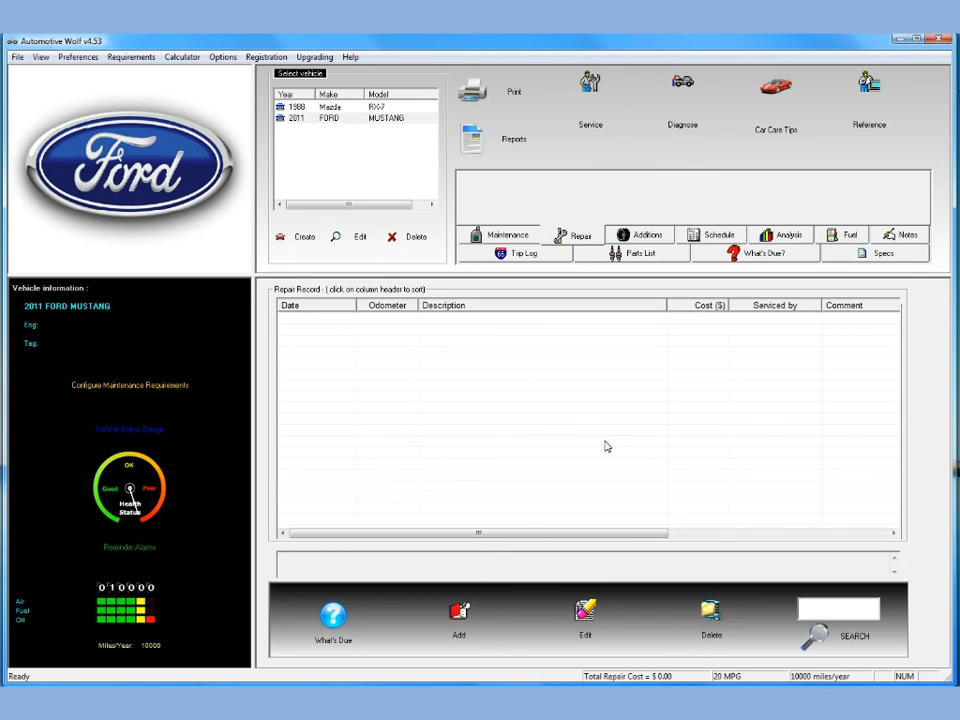 Automotive Wolf v4.53
File View Preferences Requirements Calculator Options Registration Upgrading Help
Ford
Select vehicle
Year Make Model
1988 Mazda RX-7
2011 FORD MUSTANG
Create Edit Delete
Print
Reports
Service
Diagnose
Car Care Tips
Reference
Maintenance Repair Additions Schedule Analysis Fuel Notes
Trip Log Parts List What's Due? Specs
Vehicle information :
2011 FORD MUSTANG
Eng:
Tag:
Configure Maintenance Requirements
Vehicle Status Gauge
OK
Good
Poor
Health
Status
Reminder Alarms
010000
Air
Fuel
Oil
Miles/Year: 10000
Repair Record - ( click on column header to sort)
Date Odometer Description Cost ($) Serviced by Comment
What's Due
Add
Edit
Delete
SEARCH
Ready
Total Repair Cost = $ 0.00
20 MPG
10000 miles/year
NUM